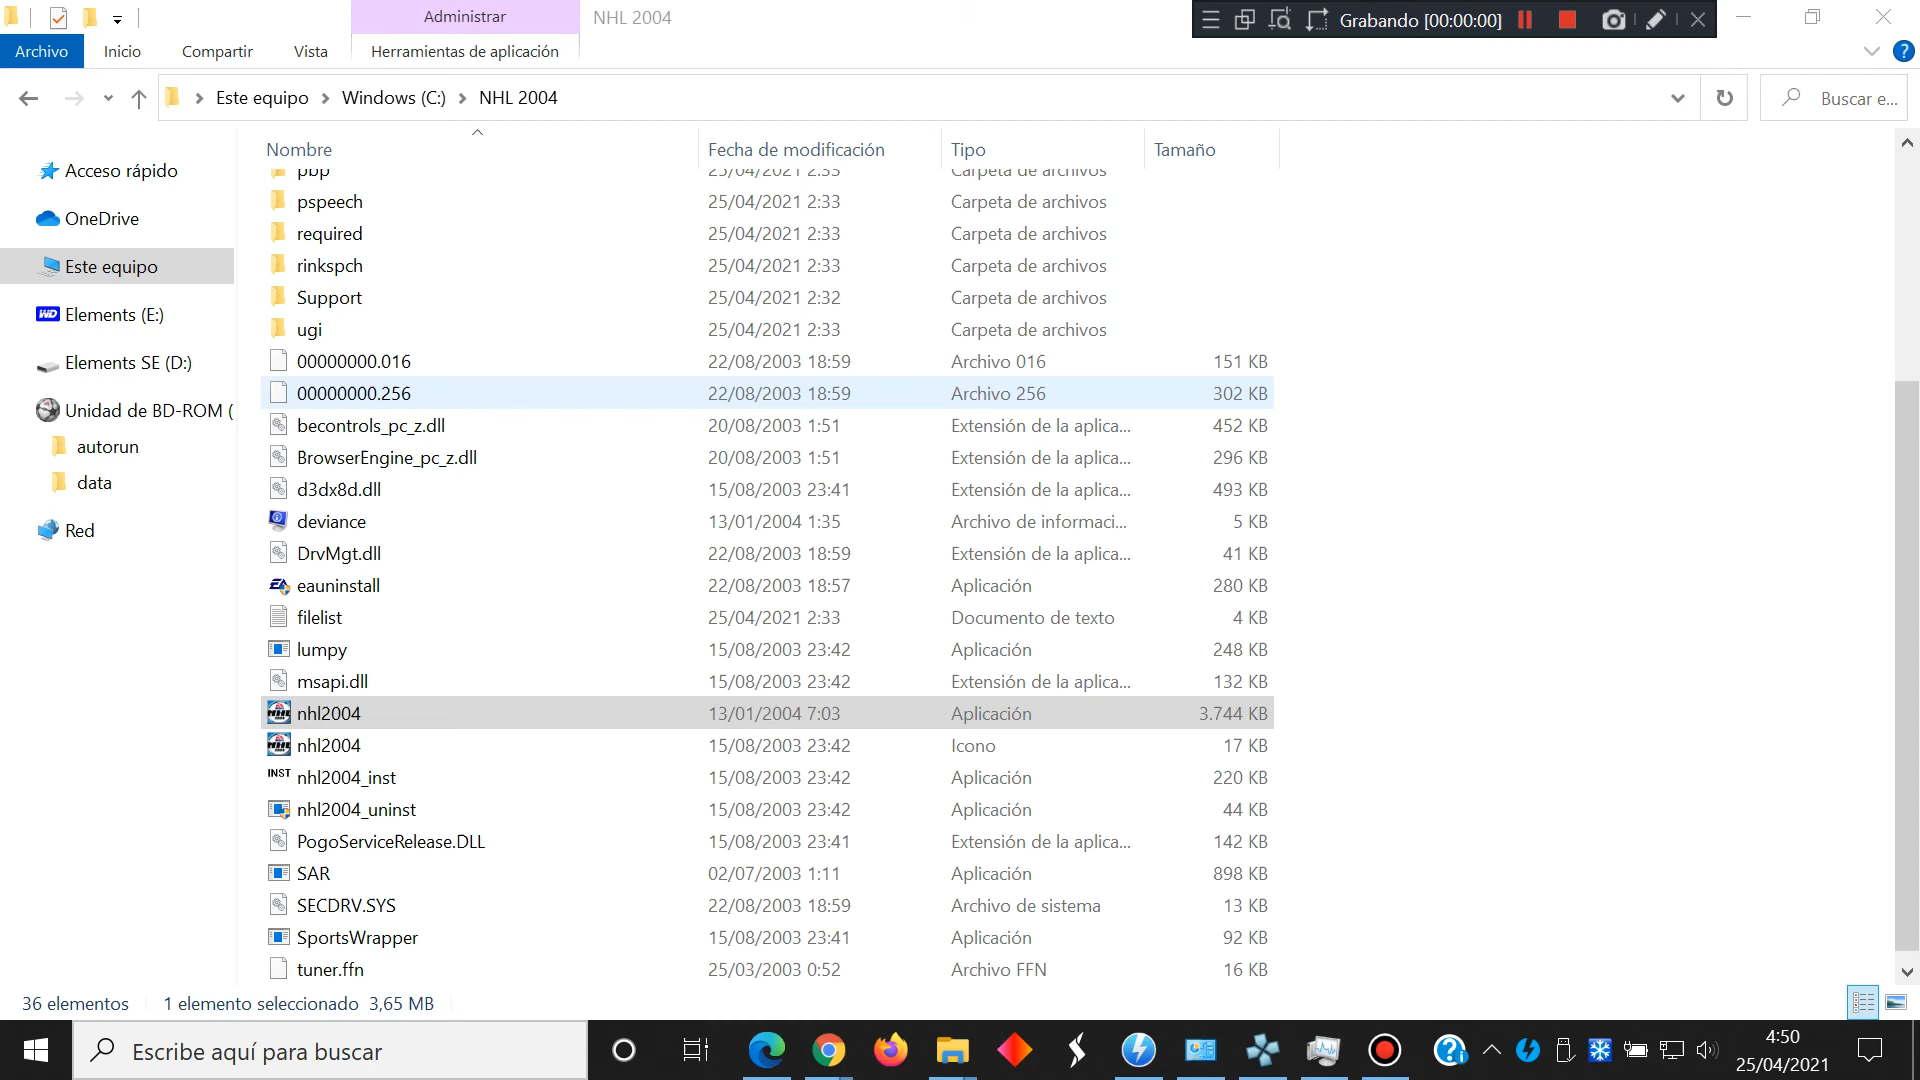 Administrar
NHL 2004
Grabando [00:00:00]
Archivo Inicio Compartir Vista Herramientas de aplicación
Este equipo Windows (C:) NHL 2004
Buscar e...
Nombre Fecha de modificación Tipo Tamaño
Acceso rápido
OneDrive
Este equipo
WD Elements (E:)
Elements SE (D:)
Unidad de BD-ROM (
autorun
data
Red
pbp 25/04/2021 2:33 Carpeta de archivos
pspeech 25/04/2021 2:33 Carpeta de archivos
required 25/04/2021 2:33 Carpeta de archivos
rinkspch 25/04/2021 2:33 Carpeta de archivos
Support 25/04/2021 2:32 Carpeta de archivos
ugi 25/04/2021 2:33 Carpeta de archivos
00000000.016 22/08/2003 18:59 Archivo 016 151 KB
00000000.256 22/08/2003 18:59 Archivo 256 302 KB
becontrols_pc_z.dll 20/08/2003 1:51 Extensión de la aplica... 452 KB
BrowserEngine_pc_z.dll 20/08/2003 1:51 Extensión de la aplica... 296 KB
d3dx8d.dll 15/08/2003 23:41 Extensión de la aplica... 493 KB
deviance 13/01/2004 1:35 Archivo de informaci... 5 KB
DrvMgt.dll 22/08/2003 18:59 Extensión de la aplica... 41 KB
eauninstall 22/08/2003 18:57 Aplicación 280 KB
filelist 25/04/2021 2:33 Documento de texto 4 KB
lumpy 15/08/2003 23:42 Aplicación 248 KB
msapi.dll 15/08/2003 23:42 Extensión de la aplica... 132 KB
nhl2004 13/01/2004 7:03 Aplicación 3.744 KB
nhl2004 15/08/2003 23:42 Icono 17 KB
INST nhl2004_inst 15/08/2003 23:42 Aplicación 220 KB
nhl2004_uninst 15/08/2003 23:42 Aplicación 44 KB
PogoServiceRelease.DLL 15/08/2003 23:41 Extensión de la aplica... 142 KB
SAR 02/07/2003 1:11 Aplicación 898 KB
SECDRV.SYS 22/08/2003 18:59 Archivo de sistema 13 KB
SportsWrapper 15/08/2003 23:41 Aplicación 92 KB
tuner.ffn 25/03/2003 0:52 Archivo FFN 16 KB
36 elementos 1 elemento seleccionado 3,65 MB
Escribe aquí para buscar
4:50
25/04/2021